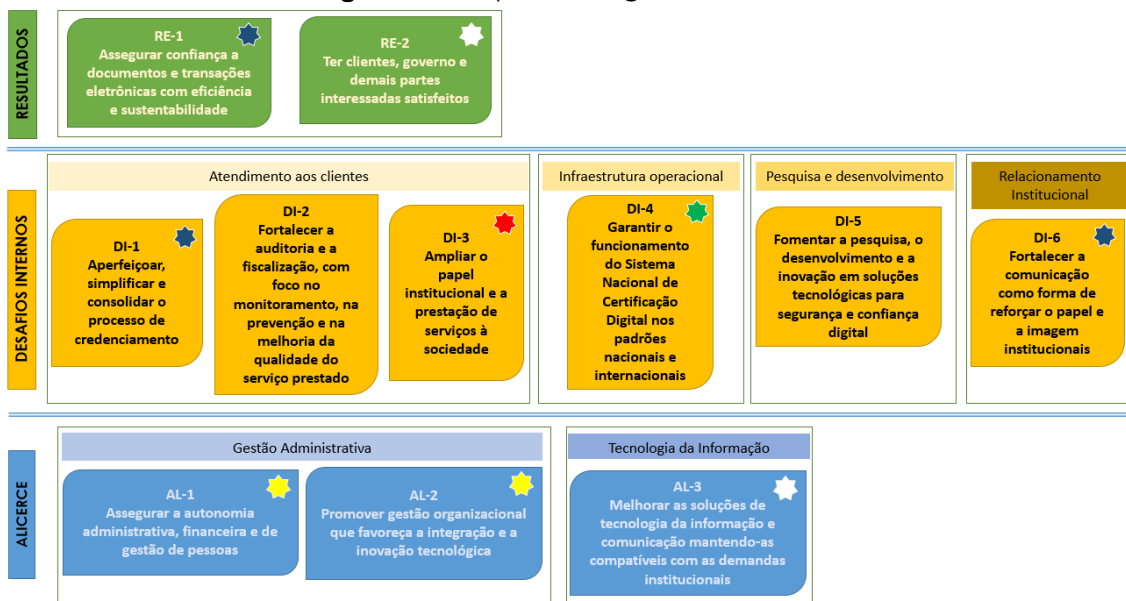 RESULTADOS
RE-1
Assegurar confiança a
documentos e transações
eletrônicas com eficiência
e sustentabilidade
RE-2
Ter clientes, governo e
demais partes
interessadas satisfeitos
DESAFIOS INTERNOS
Atendimento aos clientes
DI-1
Aperfeiçoar,
simplificar e
consolidar o
processo de
credenciamento
DI-2
Fortalecer a
auditoria e a
fiscalização, com
foco no
monitoramento, na
prevenção e na
melhoria da
qualidade do
serviço prestado
DI-3
Ampliar o
papel
institucional e a
prestação de
serviços à
sociedade
Infraestrutura operacional
DI-4
Garantir o
funcionamento
do Sistema
Nacional de
Certificação
Digital nos
padrões
nacionais e
internacionais
Pesquisa e desenvolvimento
DI-5
Fomentar a pesquisa, o
desenvolvimento e a
inovação em soluções
tecnológicas para
segurança e confiança
digital
Relacionamento
Institucional
DI-6
Fortalecer a
comunicação
como forma de
reforçar o papel e
a imagem
institucionais
ALICERCE
Gestão Administrativa
AL-1
Assegurar a autonomia
administrativa, financeira e de
gestão de pessoas
AL-2
Promover gestão organizacional
que favoreça a integração e a
inovação tecnológica
Tecnologia da Informação
AL-3
Melhorar as soluções de
tecnologia da informação e
comunicação mantendo-as
compatíveis com as demandas
institucionais